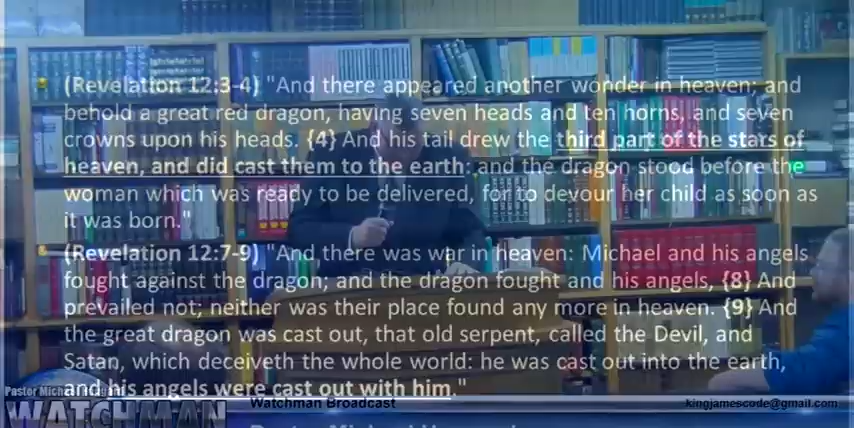 (Revelation 12:3-4) "And there appeared another wonder in heaven; and
behold a great red dragon, having seven heads and ten horns, and seven
crowns upon his heads. {4} And his tail drew the third part of the stars of
heaven, and did cast them to the earth: and the dragon stood before the
woman which was ready to be delivered, for to devour her child as soon as
it was born."
(Revelation 12:7-9) "And there was war in heaven: Michael and his angels
fought against the dragon; and the dragon fought and his angels, {8} And
prevailed not; neither was their place found any more in heaven. {9} And
the great dragon was cast out, that old serpent, called the Devil, and
Satan, which deceiveth the whole world: he was cast out into the earth,
and his angels were cast out with him."
Pastor
WATCHMAN
Watchman Broadcast
kingjamescode@gmail.com